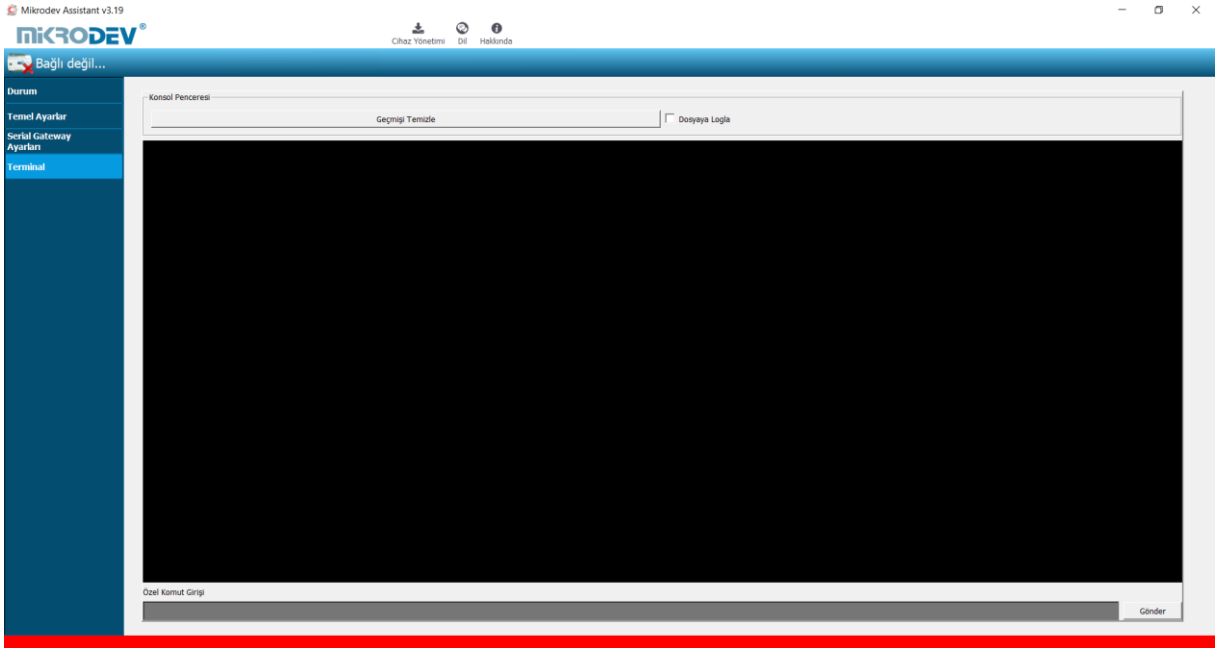 Mikrodev Assistant v3.19
MiKRODEV®
Cihaz Yönetimi
Dil
Hakkında
Bağlı değil...
Durum
Temel Ayarlar
Serial Gateway
Ayarları
Terminal
Konsol Penceresi
Geçmişi Temizle
Dosyaya Logla
Özel Komut Girişi
Gönder